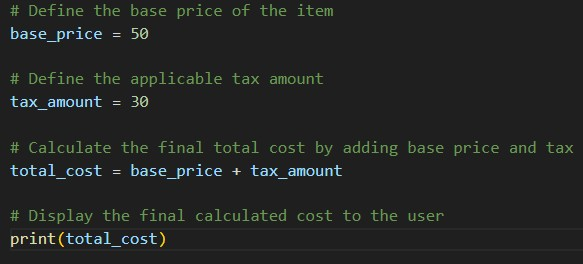 # Define the base price of the item
base_price = 50
# Define the applicable tax amount
tax_amount = 30
# Calculate the final total cost by adding base price and tax
total_cost = base_price + tax_amount
# Display the final calculated cost to the user
print(total_cost)